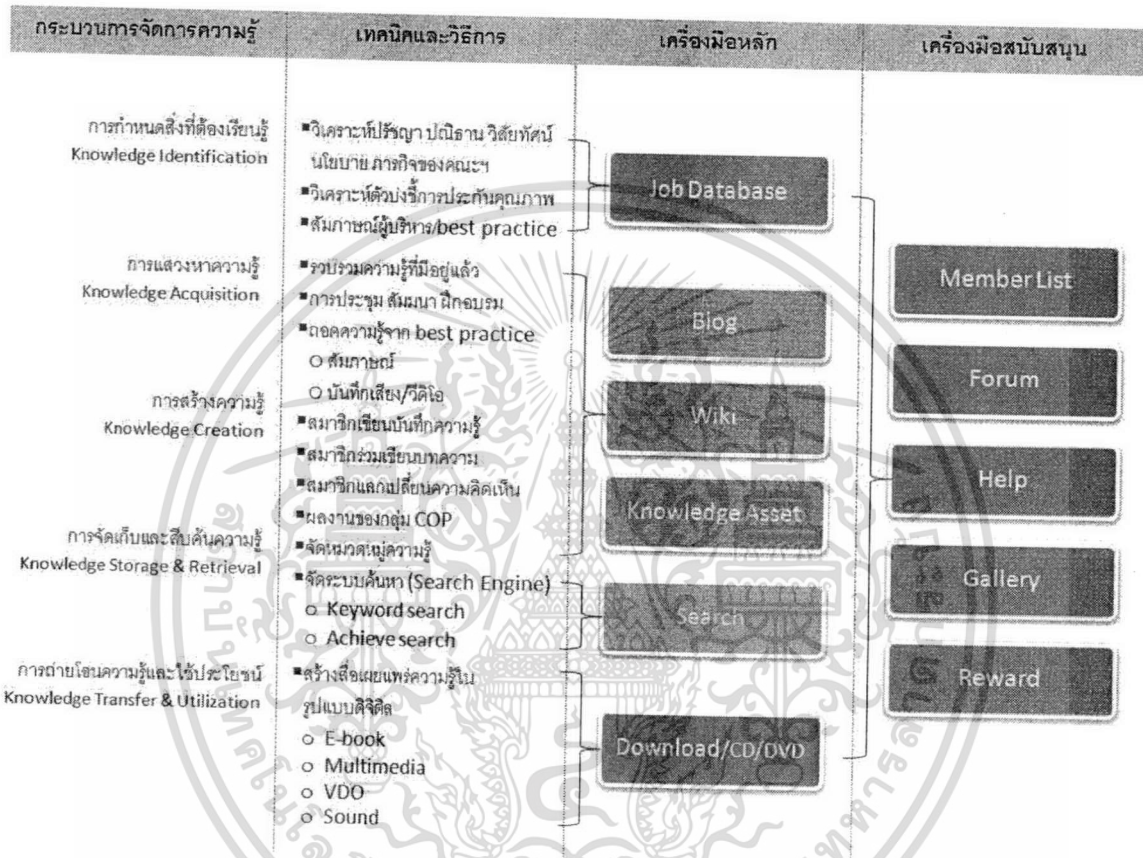 กระบวนการจัดการความรู้
เทคนิคและวิธีการ
เครื่องมือหลัก
เครื่องมือสนับสนุน
การกำหนดสิ่งที่ต้องเรียนรู้
Knowledge Identification
การแสวงหาความรู้
Knowledge Acquisition
การสร้างความรู้
Knowledge Creation
การจัดเก็บและสืบค้นความรู้
Knowledge Storage & Retrieval
การถ่ายโอนความรู้และใช้ประโยชน์
Knowledge Transfer & Utilization
▪วิเคราะห์ปรัชญา ปณิธาน วิสัยทัศน์
นโยบาย ภารกิจของคณะฯ
▪วิเคราะห์ตัวบ่งชี้การประกันคุณภาพ
▪สัมภาษณ์ผู้บริหาร/best practice
▪รวบรวมความรู้ที่มีอยู่แล้ว
▪การประชุม สัมมนา ฝึกอบรม
▪ถอดความรู้จาก best practice
o สัมภาษณ์
o บันทึกเสียง/วีดิโอ
▪สมาชิกเขียนบันทึกความรู้
▪สมาชิกร่วมเขียนบทความ
▪สมาชิกแลกเปลี่ยนความคิดเห็น
▪ผลงานของกลุ่ม COP
▪จัดหมวดหมู่ความรู้
▪จัดระบบค้นหา (Search Engine)
o Keyword search
o Achieve search
▪สร้างสื่อเผยแพร่ความรู้ใน
รูปแบบดิจิตัล
o E-book
o Multimedia
o VDO
o Sound
Job Database
Blog
Wiki
Knowledge Asset
Search
Download/CD/DVD
Member List
Forum
Help
Gallery
Reward